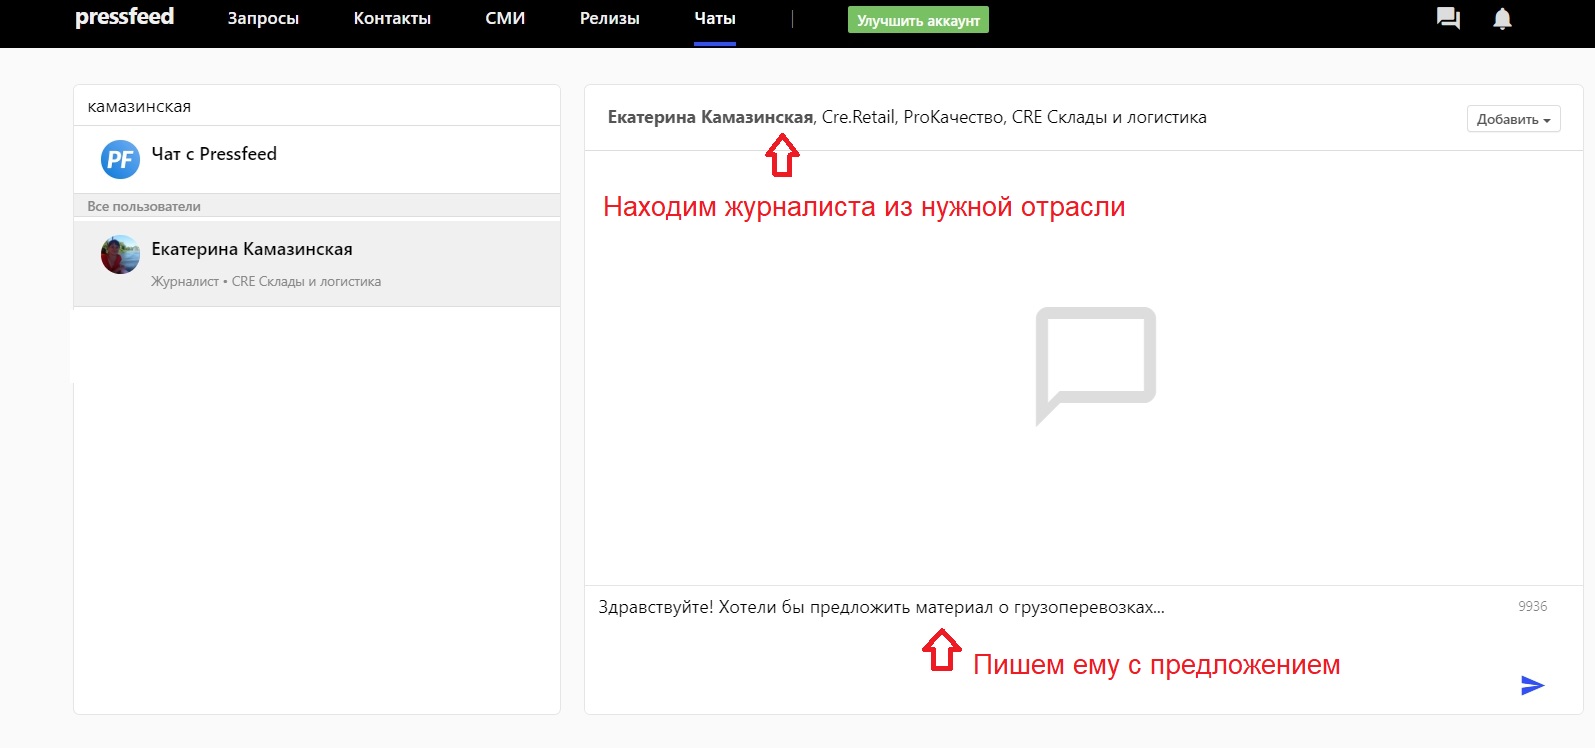 pressfeed Запросы Контакты СМИ Релизы Чаты Улучшить аккаунт
камазинская
PF Чат с Pressfeed
Все пользователи
Екатерина Камазинская
Журналист • CRE Склады и логистика
Екатерина Камазинская, Cre.Retail, ProКачество, CRE Склады и логистика Добавить
Находим журналиста из нужной отрасли
Здравствуйте! Хотели бы предложить материал о грузоперевозках... 9936
Пишем ему с предложением